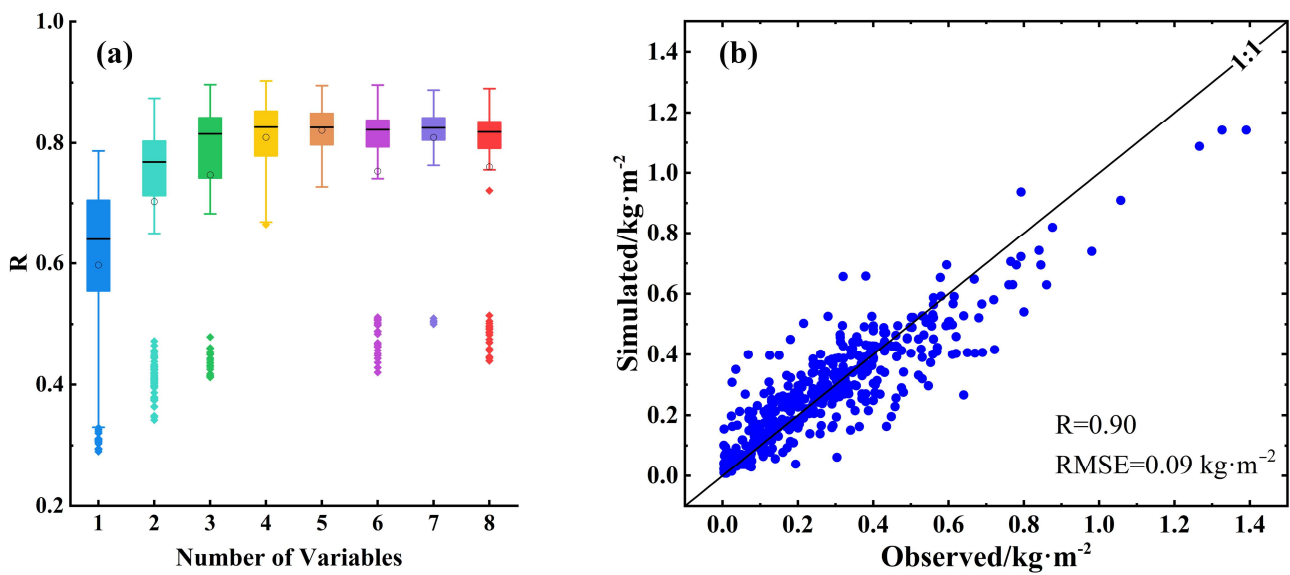 (a)
R
1.0
0.8
0.6
0.4
0.2
1 2 3 4 5 6 7 8
Number of Variables
(b)
Simulated/kg·m⁻²
1.4
1.2
1.0
0.8
0.6
0.4
0.2
0.0
1:1
R=0.90
RMSE=0.09 kg·m⁻²
0.0 0.2 0.4 0.6 0.8 1.0 1.2 1.4
Observed/kg·m⁻²